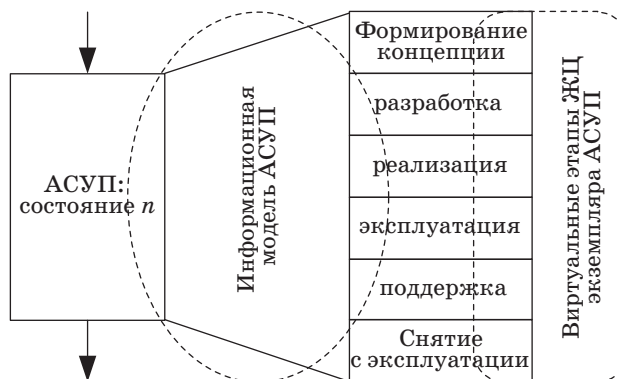 АСУП:
состояние n
Информационная
модель АСУП
Формирование
концепции
разработка
реализация
эксплуатация
поддержка
Снятие
с эксплуатации
Виртуальные этапы ЖЦ
экземпляра АСУП